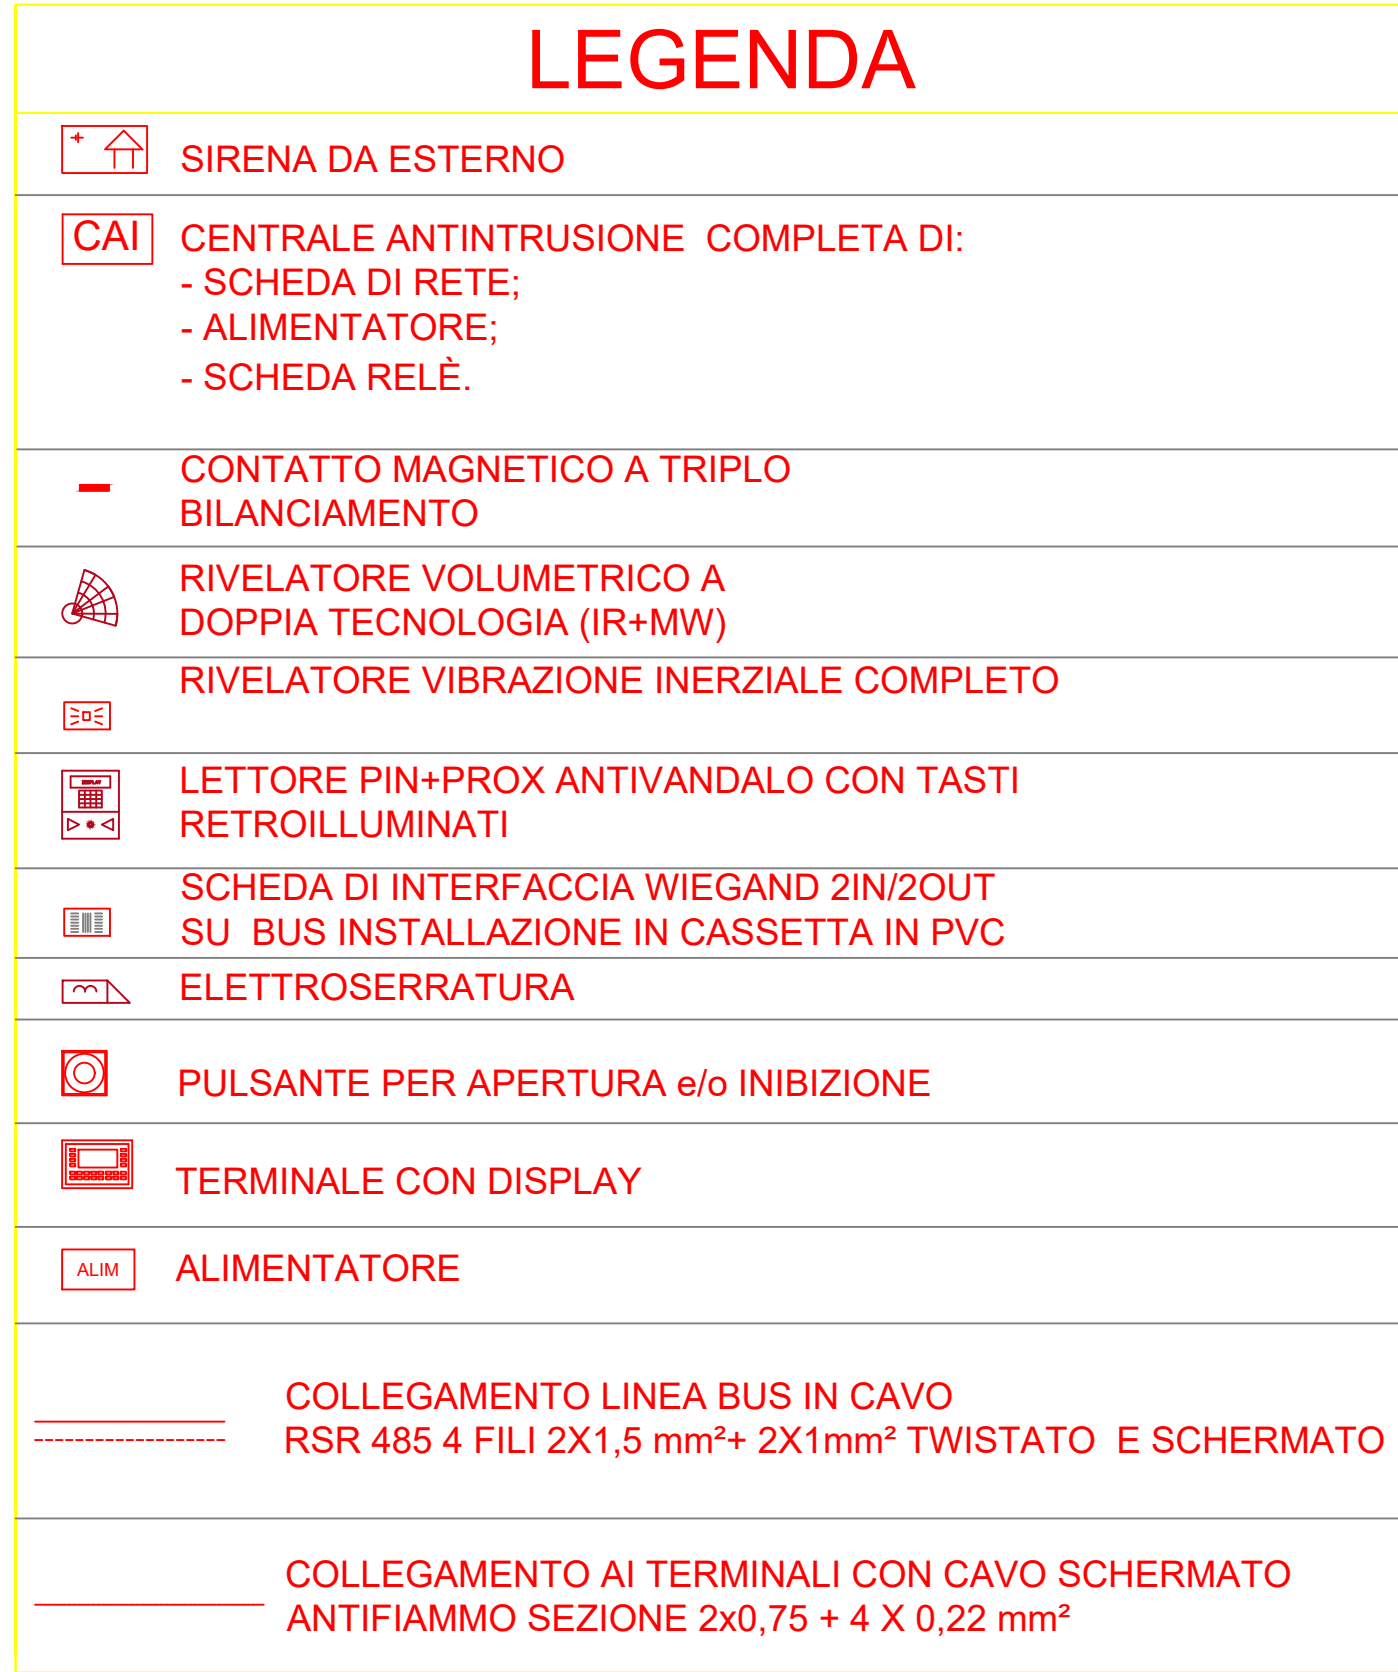 LEGENDA
SIRENA DA ESTERNO
CAI
CENTRALE ANTINTRUSIONE  COMPLETA DI:
- SCHEDA DI RETE;
- ALIMENTATORE;
- SCHEDA RELÈ.
CONTATTO MAGNETICO A TRIPLO
BILANCIAMENTO
RIVELATORE VOLUMETRICO A
DOPPIA TECNOLOGIA (IR+MW)
RIVELATORE VIBRAZIONE INERZIALE COMPLETO
DISPLAY
LETTORE PIN+PROX ANTIVANDALO CON TASTI
RETROILLUMINATI
SCHEDA DI INTERFACCIA WIEGAND 2IN/2OUT
SU  BUS INSTALLAZIONE IN CASSETTA IN PVC
ELETTROSERRATURA
PULSANTE PER APERTURA e/o INIBIZIONE
TERMINALE CON DISPLAY
ALIM
ALIMENTATORE
COLLEGAMENTO LINEA BUS IN CAVO
RSR 485 4 FILI 2X1,5 mm²+ 2X1mm² TWISTATO  E SCHERMATO
COLLEGAMENTO AI TERMINALI CON CAVO SCHERMATO
ANTIFIAMMO SEZIONE 2x0,75 + 4 X 0,22 mm²